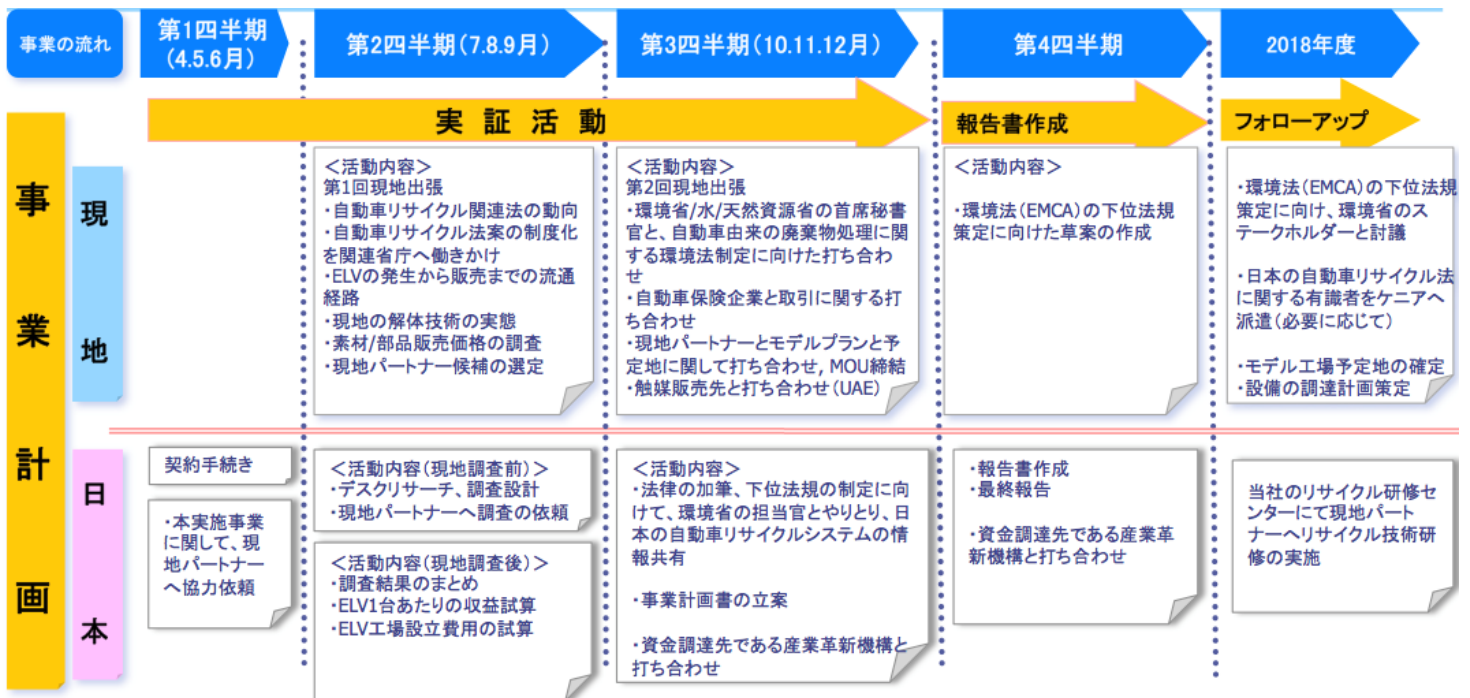 事業の流れ
第1四半期
(4.5.6月)
第2四半期(7.8.9月)
第3四半期(10.11.12月)
第4四半期
2018年度
実証活動
報告書作成
フォローアップ
事業計画
現地
＜活動内容＞
第1回現地出張
・自動車リサイクル関連法の動向
・自動車リサイクル法案の制度化
を関連省庁へ働きかけ
・ELVの発生から販売までの流通
経路
・現地の解体技術の実態
・素材/部品販売価格の調査
・現地パートナー候補の選定
＜活動内容＞
第2回現地出張
・環境省/水/天然資源省の首席秘書
官と、自動車由来の廃棄物処理に関
する環境法制定に向けた打ち合わ
せ
・自動車保険企業と取引に関する打
ち合わせ
・現地パートナーとモデルプランと予
定地に関して打ち合わせ, MOU締結
・触媒販売先と打ち合わせ(UAE)
＜活動内容＞
・環境法(EMCA)の下位法規
策定に向けた草案の作成
・環境法(EMCA)の下位法規
策定に向け、環境省のス
テークホルダーと討議
・日本の自動車リサイクル法
に関する有識者をケニアへ
派遣(必要に応じて)
・モデル工場予定地の確定
・設備の調達計画策定
日本
契約手続き
・本実施事業
に関して、現
地パートナー
へ協力依頼
＜活動内容(現地調査前)＞
・デスクリサーチ、調査設計
・現地パートナーへ調査の依頼
＜活動内容(現地調査後)＞
・調査結果のまとめ
・ELV1台あたりの収益試算
・ELV工場設立費用の試算
＜活動内容＞
・法律の加筆、下位法規の制定に向
けて、環境省の担当官とやりとり、日
本の自動車リサイクルシステムの情
報共有
・事業計画書の立案
・資金調達先である産業革新機構と
打ち合わせ
・報告書作成
・最終報告
・資金調達先である産業革
新機構と打ち合わせ
当社のリサイクル研修セ
ンターにて現地パート
ナーへリサイクル技術研
修の実施